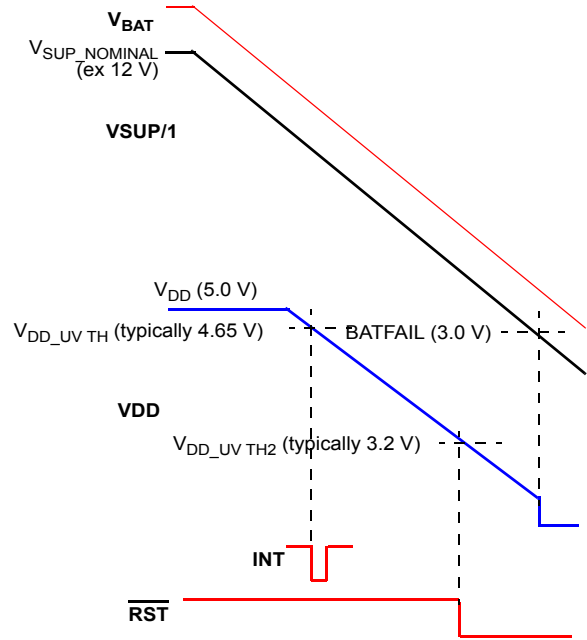 VBAT
VSUP_NOMINAL
(ex 12 V)
VSUP/1
VDD (5.0 V)
VDD_UV TH (typically 4.65 V)
BATFAIL (3.0 V)
VDD
VDD_UV TH2 (typically 3.2 V)
INT
RST